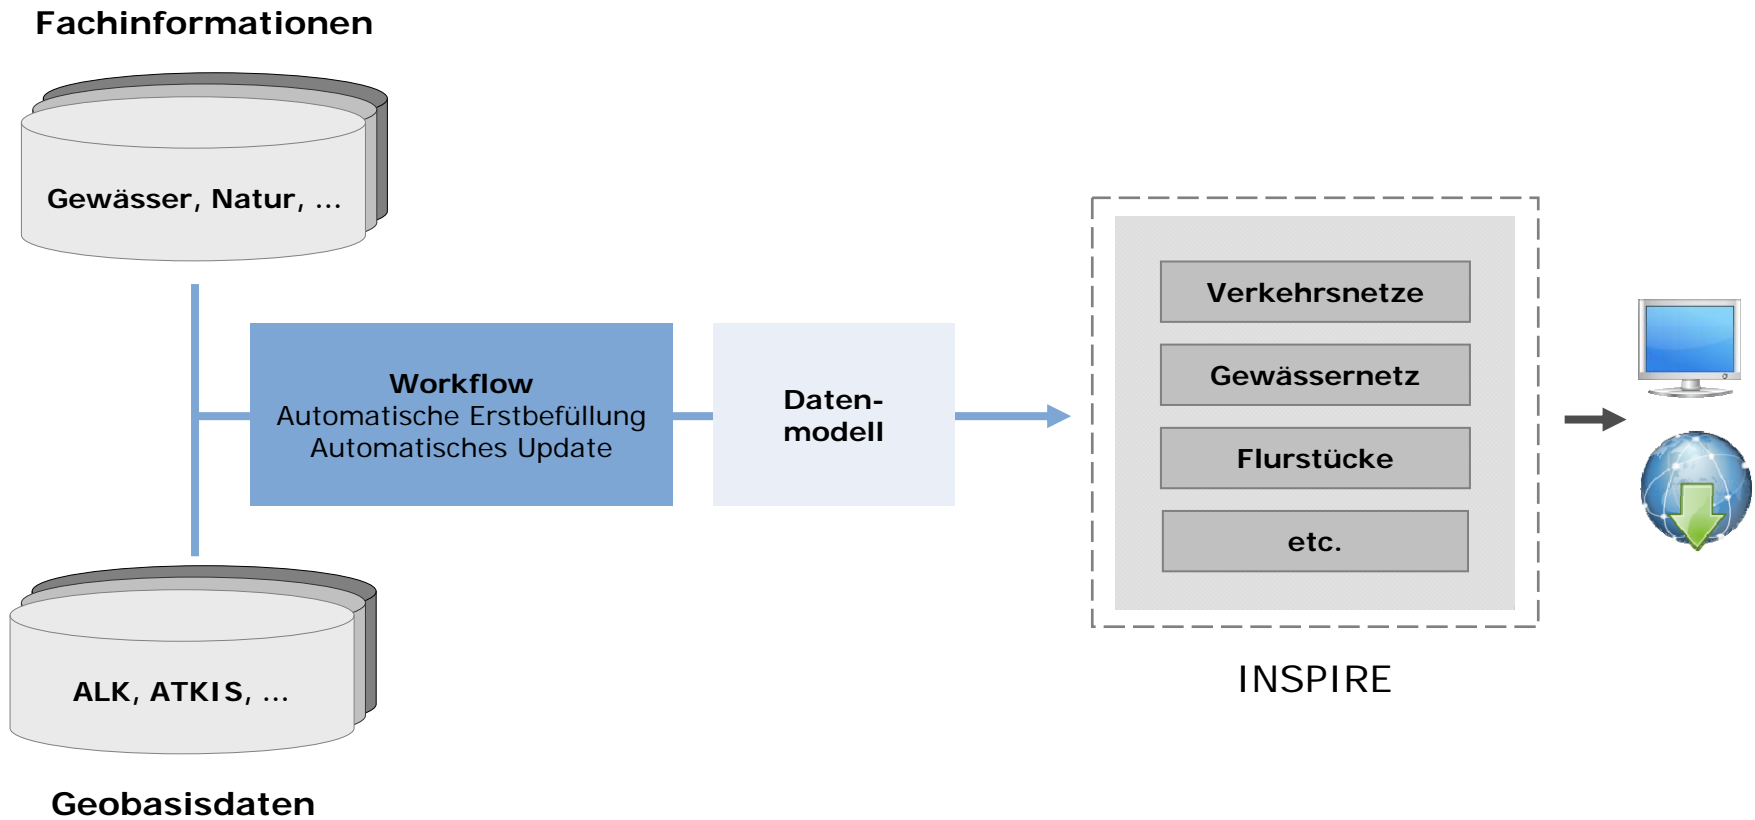 Fachinformationen
Gewässer, Natur, ...
Workflow
Automatische Erstbefüllung
Automatisches Update
Daten-
modell
Verkehrsnetze
Gewässernetz
Flurstücke
etc.
INSPIRE
ALK, ATKIS, ...
Geobasisdaten